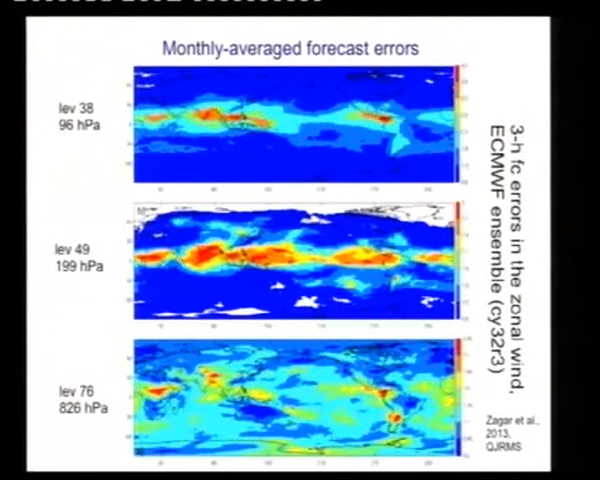 Monthly-averaged forecast errors
lev 38
96 hPa
lev 49
199 hPa
lev 76
826 hPa
3-h fc errors in the zonal wind,
ECMWF ensemble (cy32r3)
Zagar et al.,
2013,
QJRMS